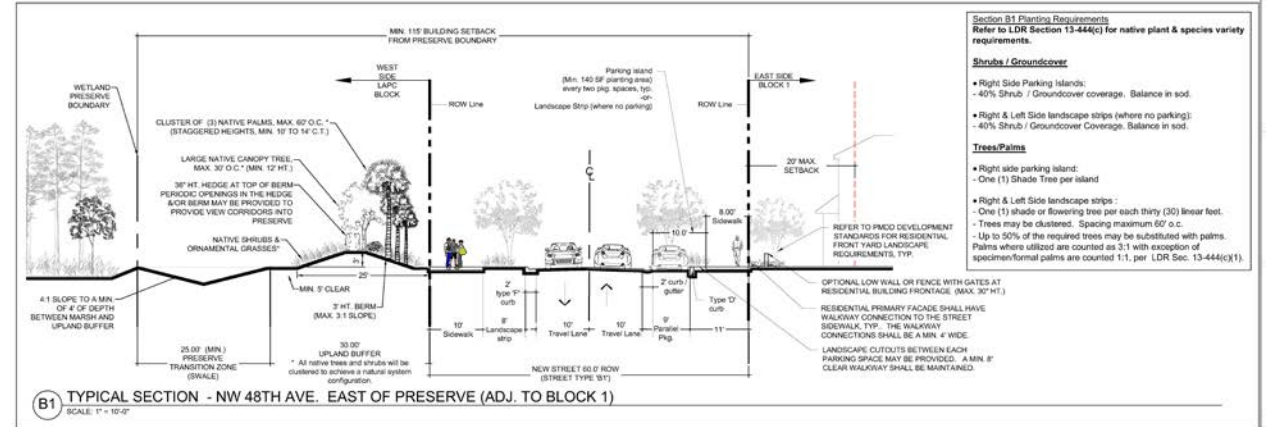 MIN. 115' BUILDING SETBACK
FROM PRESERVE BOUNDARY
WETLAND
PRESERVE
BOUNDARY
WEST
SIDE
LAPC
BLOCK
ROW Line
Parking island
(Min. 140 SF planting area)
every two pkg. spaces, typ.
-or-
Landscape Strip (where no parking)
ROW Line
EAST SIDE
BLOCK 1
CLUSTER OF (3) NATIVE PALMS, MAX. 60' O.C. *
(STAGGERED HEIGHTS, MIN. 10' TO 14' C.T.)
LARGE NATIVE CANOPY TREE,
MAX. 30' O.C.* (MIN. 12' HT.)
36" HT. HEDGE AT TOP OF BERM
PERIODIC OPENINGS IN THE HEDGE
&/OR BERM MAY BE PROVIDED TO
PROVIDE VIEW CORRIDORS INTO
PRESERVE
NATIVE SHRUBS &
ORNAMENTAL GRASSES*
20' MAX.
SETBACK
8.00'
Sidewalk
10.0'
REFER TO PMDD DEVELOPMENT
STANDARDS FOR RESIDENTIAL
FRONT YARD LANDSCAPE
REQUIREMENTS, TYP.
3'
25'
MIN. 5' CLEAR
3' HT. BERM
(MAX. 3:1 SLOPE)
4:1 SLOPE TO A MIN.
OF 4' OF DEPTH
BETWEEN MARSH AND
UPLAND BUFFER
2'
type 'F'
curb
2' curb /
gutter
Type 'D'
curb
OPTIONAL LOW WALL OR FENCE WITH GATES AT
RESIDENTIAL BUILDING FRONTAGE (MAX. 30" HT.)
RESIDENTIAL PRIMARY FACADE SHALL HAVE
WALKWAY CONNECTION TO THE STREET
SIDEWALK, TYP.. THE WALKWAY
CONNECTIONS SHALL BE A MIN. 4' WIDE.
LANDSCAPE CUTOUTS BETWEEN EACH
PARKING SPACE MAY BE PROVIDED. A MIN. 8"
CLEAR WALKWAY SHALL BE MAINTAINED.
10'
Sidewalk
8'
Landscape
strip
10'
Travel Lane
10'
Travel Lane
9'
Parallel
Pkg.
11'
25.00' (MIN.)
PRESERVE
TRANSITION ZONE
(SWALE)
30.00'
UPLAND BUFFER
* All native trees and shrubs will be
clustered to achieve a natural system
configuration.
NEW STREET 60.0' ROW
(STREET TYPE 'B1')
B1 TYPICAL SECTION - NW 48TH AVE. EAST OF PRESERVE (ADJ. TO BLOCK 1)
SCALE: 1" = 10'-0"
Section B1 Planting Requirements
Refer to LDR Section 13-444(c) for native plant & species variety
requirements.
Shrubs / Groundcover
• Right Side Parking Islands:
- 40% Shrub / Groundcover coverage. Balance in sod.
• Right & Left Side landscape strips (where no parking):
- 40% Shrub / Groundcover Coverage. Balance in sod.
Trees/Palms
• Right side parking island:
- One (1) Shade Tree per island
• Right & Left Side landscape strips :
- One (1) shade or flowering tree per each thirty (30) linear feet.
- Trees may be clustered. Spacing maximum 60' o.c.
- Up to 50% of the required trees may be substituted with palms.
Palms where utilized are counted as 3:1 with exception of
specimen/formal palms are counted 1:1, per LDR Sec. 13-444(c)(1).